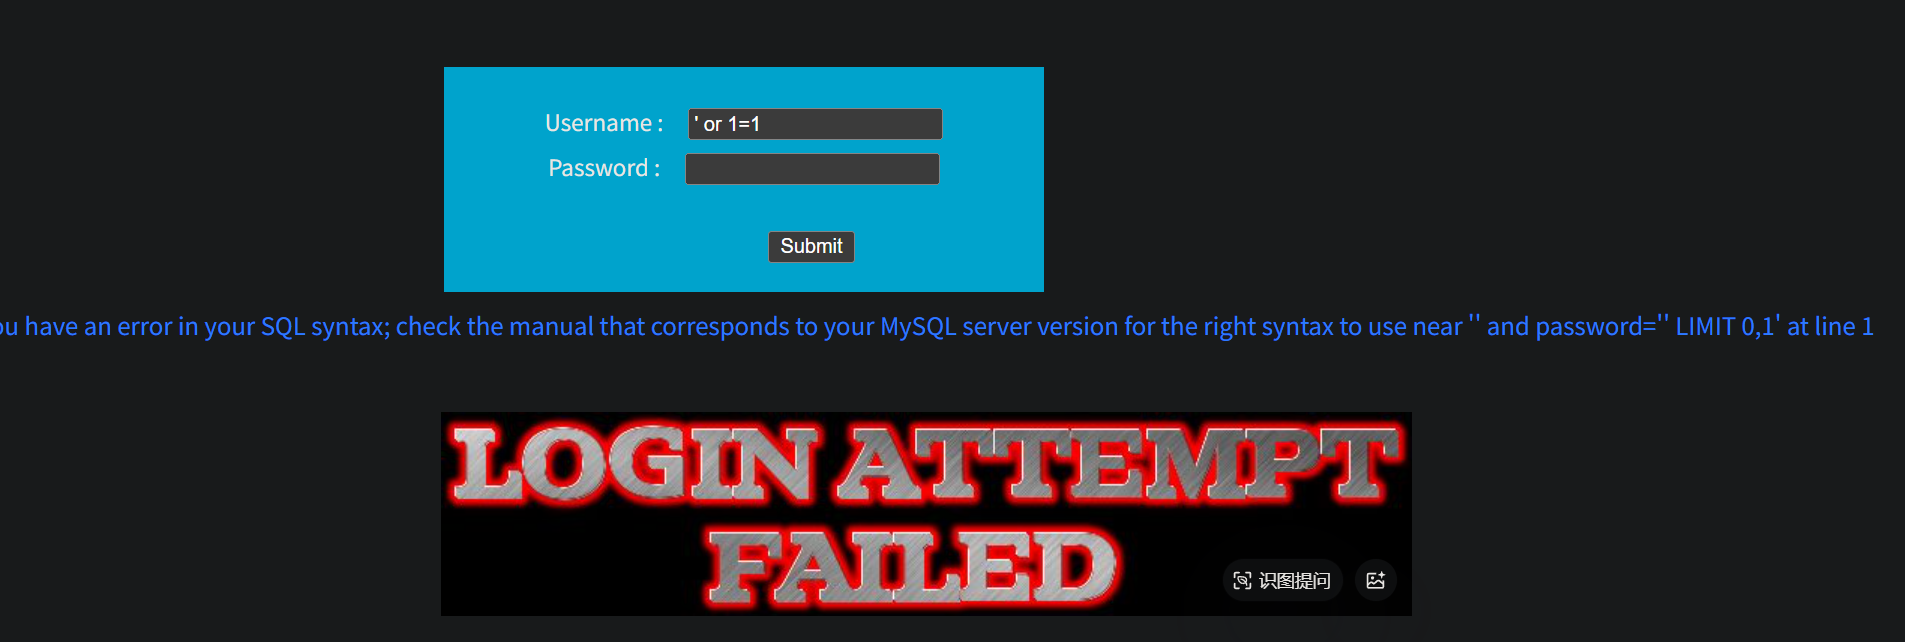 Username : ' or 1=1
Password :
Submit
ou have an error in your SQL syntax; check the manual that corresponds to your MySQL server version for the right syntax to use near '' and password='' LIMIT 0,1' at line 1
LOGIN ATTEMPT
FAILED
识图提问